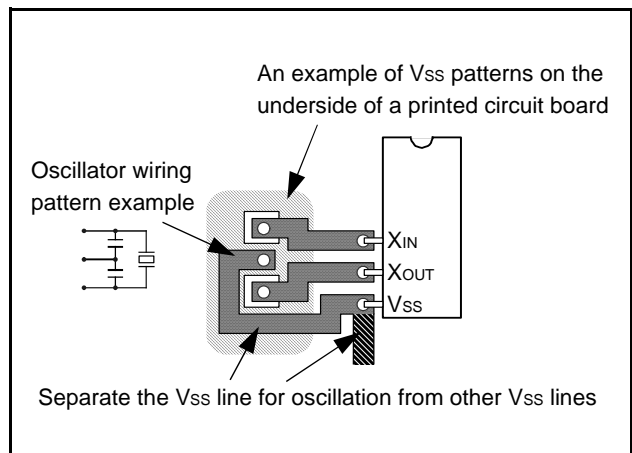 An example of VSS patterns on the
underside of a printed circuit board
Oscillator wiring
pattern example
XIN
XOUT
VSS
Separate the VSS line for oscillation from other VSS lines